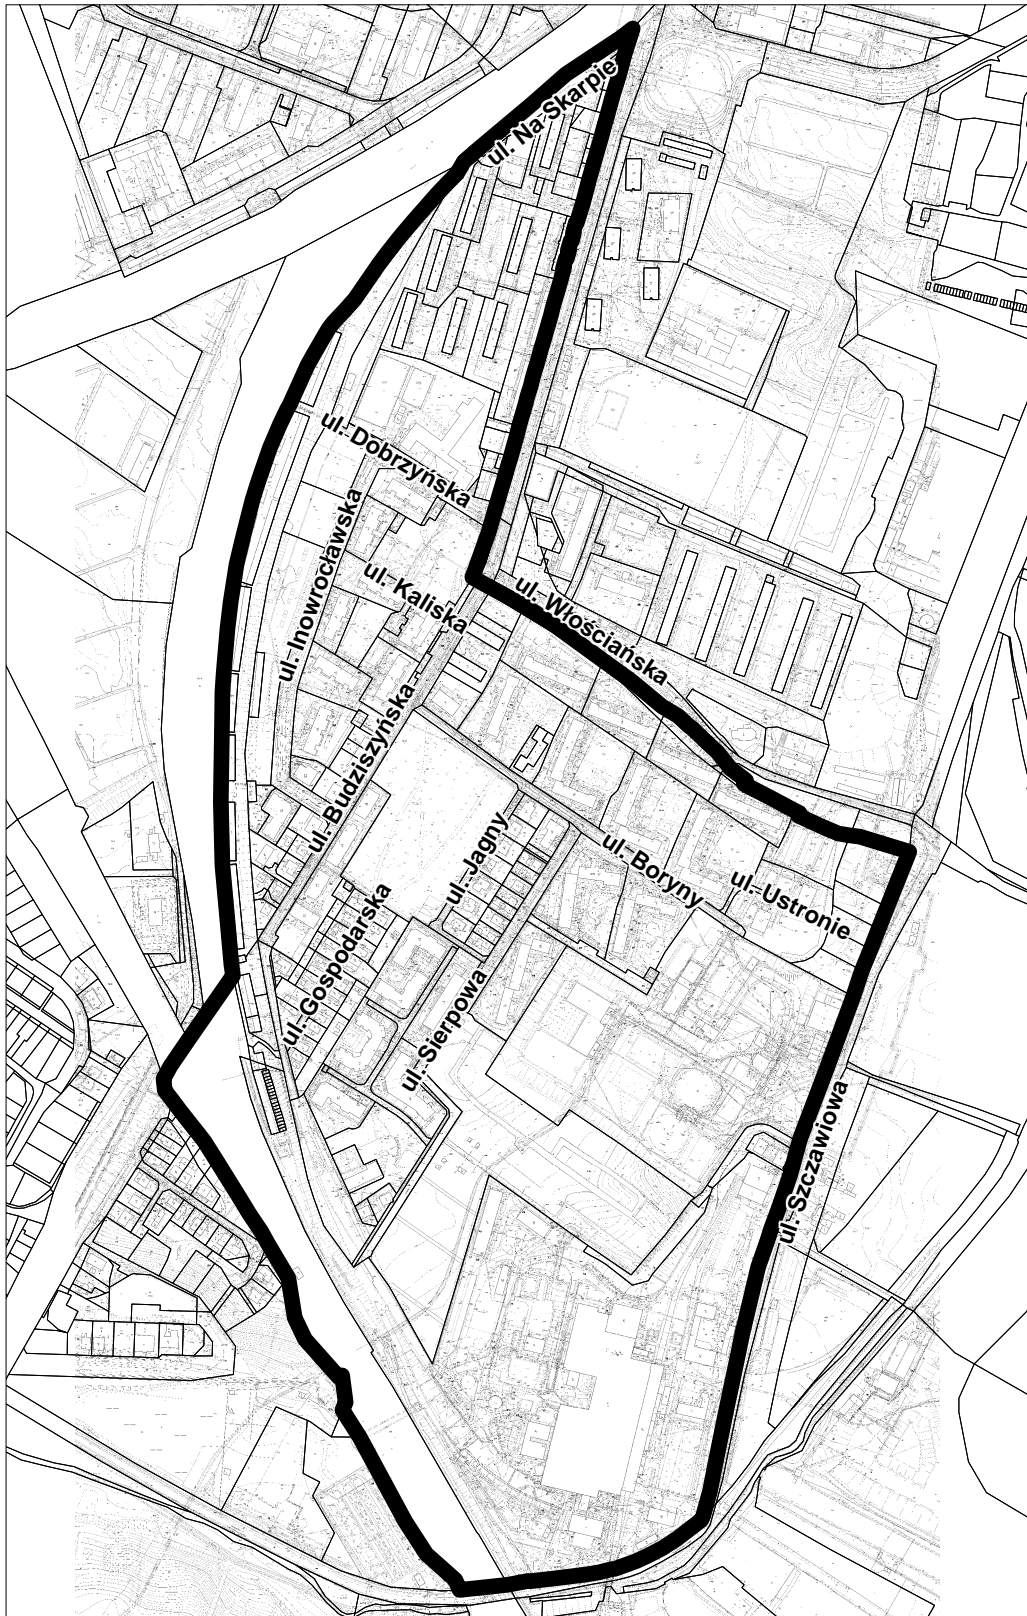 ul. Na Skarpie
ul. Dobrzyńska
ul. Inowrocławska
ul. Kaliska
ul. Włościańska
ul. Budziszyńska
ul. Jagny
ul. Boryny
ul. Ustronie
ul. Gospodarska
ul. Sierpowa
ul. Szczawiowa